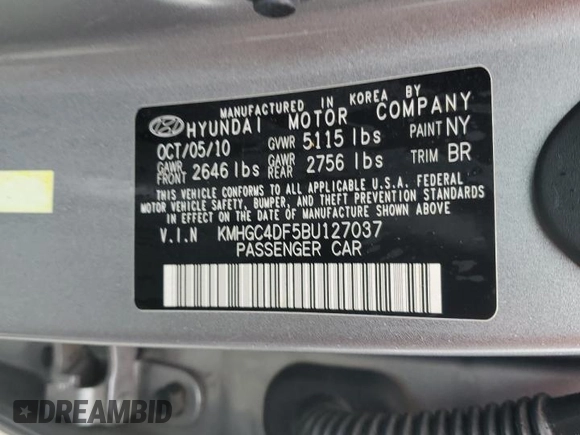 MANUFACTURED IN KOREA BY
HYUNDAI MOTOR COMPANY
OCT/05/10 GVWR 5115 lbs PAINT NY
GAWR FRONT 2646 lbs GAWR REAR 2756 lbs TRIM BR
THIS VEHICLE CONFORMS TO ALL APPLICABLE U.S.A. FEDERAL
MOTOR VEHICLE SAFETY, BUMPER, AND THEFT PREVENTION STANDARDS
IN EFFECT ON THE DATE OF MANUFACTURE SHOWN ABOVE.
V.I.N KMHGC4DF5BU127037
PASSENGER CAR
DREAMBID